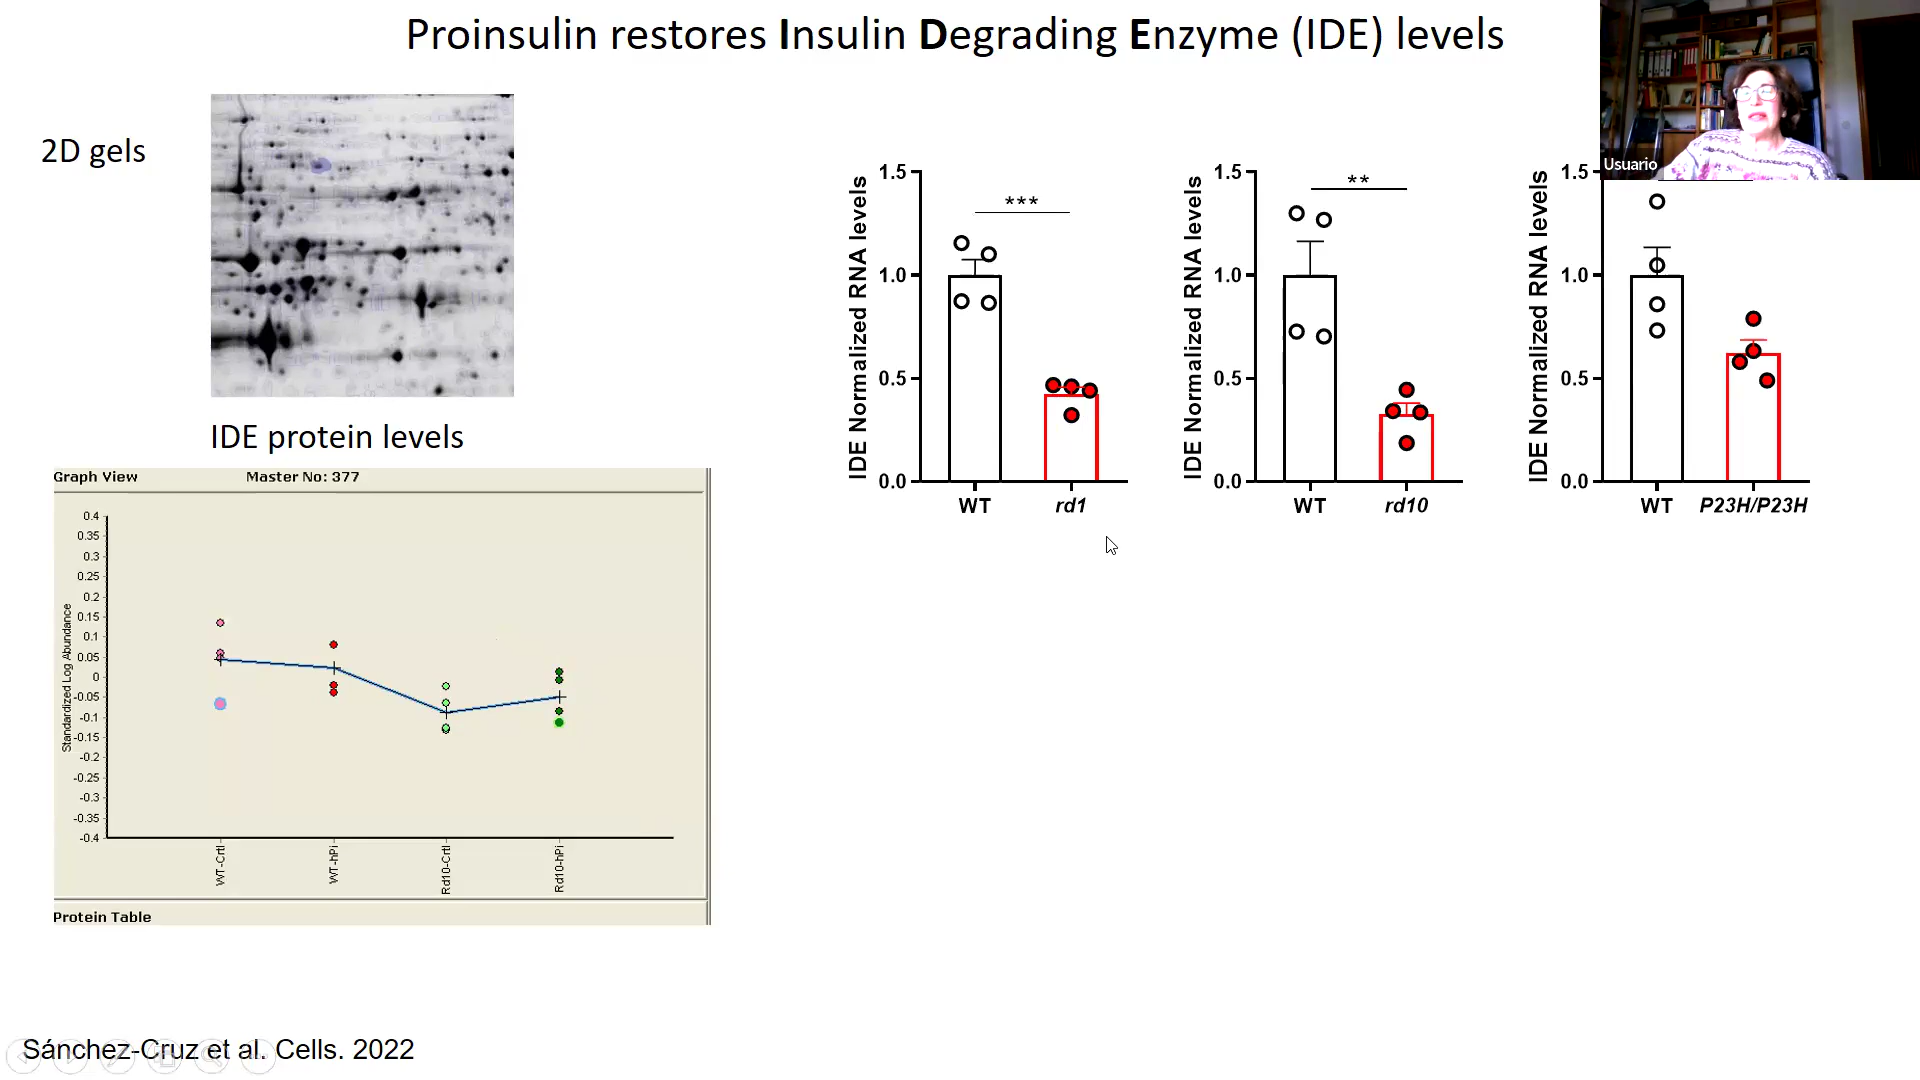 Proinsulin restores Insulin Degrading Enzyme (IDE) levels
Usuario
2D gels
IDE protein levels
Graph View
Master No: 377
Standardized Log Abundance
0.4
0.35
0.3
0.25
0.2
0.15
0.1
0.05
0
-0.05
-0.1
-0.15
-0.2
-0.25
-0.3
-0.35
-0.4
WT-Crtl
WT-hPi
Rd10-Crtl
Rd10-hPi
Protein Table
IDE Normalized RNA levels
1.5
1.0
0.5
0.0
***
WT
rd1
IDE Normalized RNA levels
1.5
1.0
0.5
0.0
**
WT
rd10
IDE Normalized RNA levels
1.5
1.0
0.5
0.0
WT
P23H/P23H
Sánchez-Cruz et al. Cells. 2022